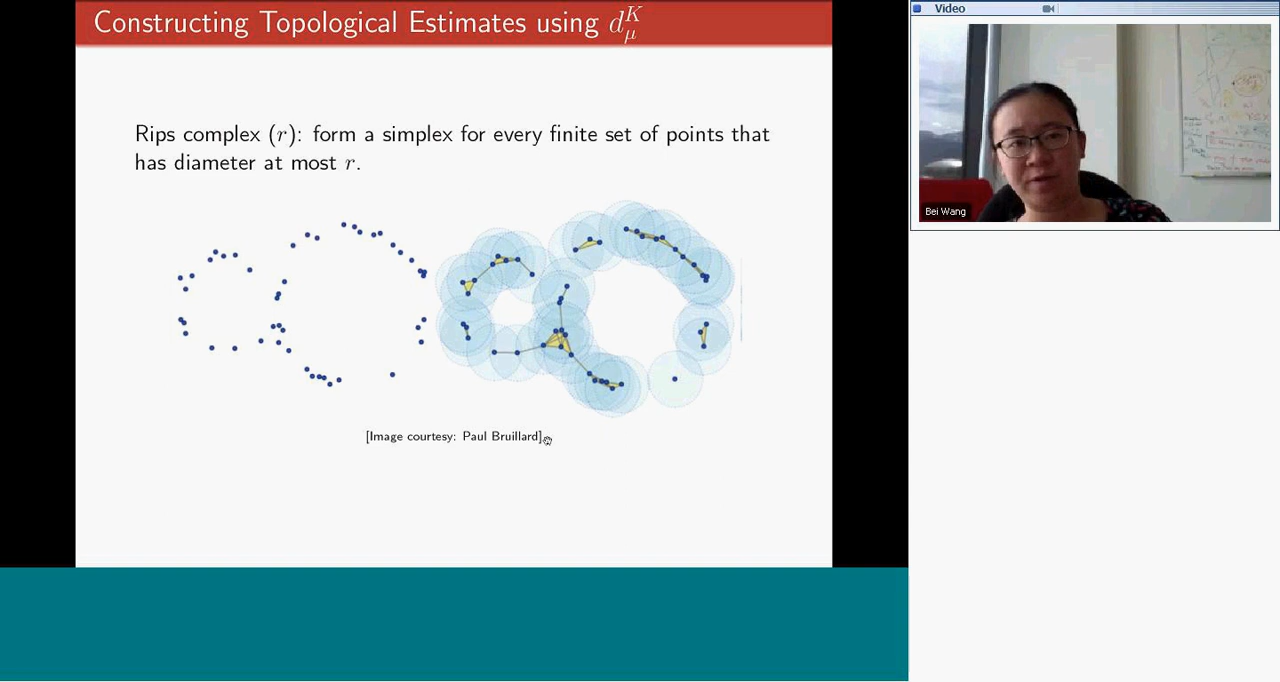 Constructing Topological Estimates using $d_\mu^K$
Rips complex ($r$): form a simplex for every finite set of points that
has diameter at most $r$.
[Image courtesy: Paul Bruillard]
Video
Bei Wang